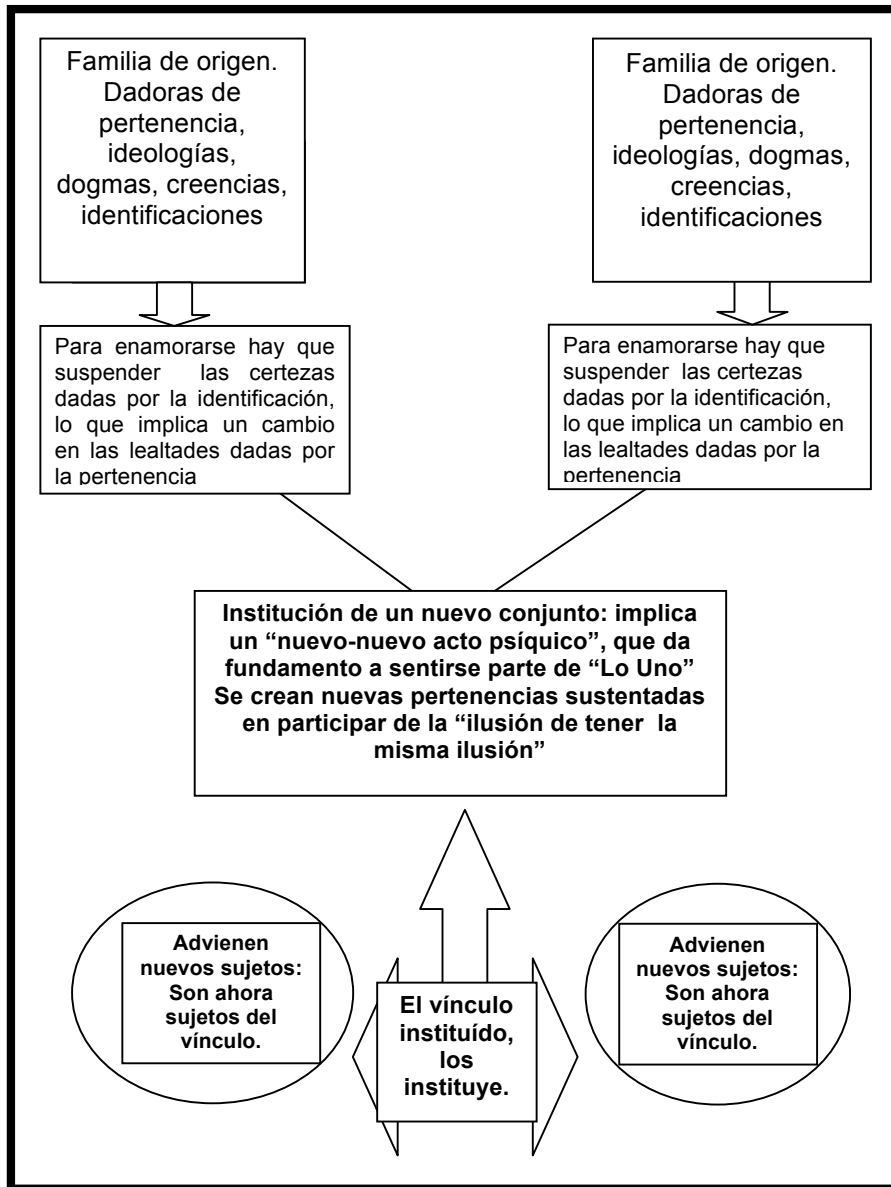 Familia de origen.
Dadoras de
pertenencia,
ideologías,
dogmas, creencias,
identificaciones
Familia de origen.
Dadoras de
pertenencia,
ideologías, dogmas,
creencias,
identificaciones
Para enamorarse hay que
suspender las certezas
dadas por la identificación,
lo que implica un cambio
en las lealtades dadas por
la pertenencia
Para enamorarse hay que
suspender las certezas
dadas por la identificación,
lo que implica un cambio en
las lealtades dadas por la
pertenencia
Institución de un nuevo conjunto: implica
un “nuevo-nuevo acto psíquico”, que da
fundamento a sentirse parte de “Lo Uno”
Se crean nuevas pertenencias sustentadas
en participar de la “ilusión de tener la
misma ilusión”
Advienen
nuevos sujetos:
Son ahora
sujetos del
vínculo.
El vínculo
instituído,
los
instituye.
Advienen
nuevos sujetos:
Son ahora
sujetos del
vínculo.